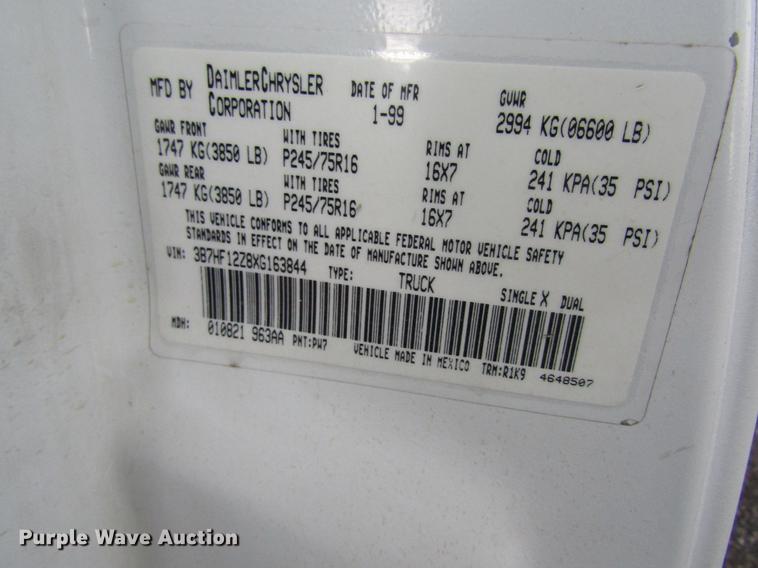 MFD BY DAIMLERCHRYSLER CORPORATION DATE OF MFR 1-99 GVWR 2994 KG(06600 LB)
GAWR FRONT WITH TIRES RIMS AT COLD
1747 KG(3850 LB) P245/75R16 16X7 241 KPA(35 PSI)
GAWR REAR WITH TIRES RIMS AT COLD
1747 KG(3850 LB) P245/75R16 16X7 241 KPA(35 PSI)
THIS VEHICLE CONFORMS TO ALL APPLICABLE FEDERAL MOTOR VEHICLE SAFETY
STANDARDS IN EFFECT ON THE DATE OF MANUFACTURE SHOWN ABOVE.
VIN: 3B7HF12Z8XG163844 TYPE: TRUCK SINGLE X DUAL
MDH: 010821 963AA PNT:PW7 VEHICLE MADE IN MEXICO TRM:R1K9 4648507
Purple Wave Auction